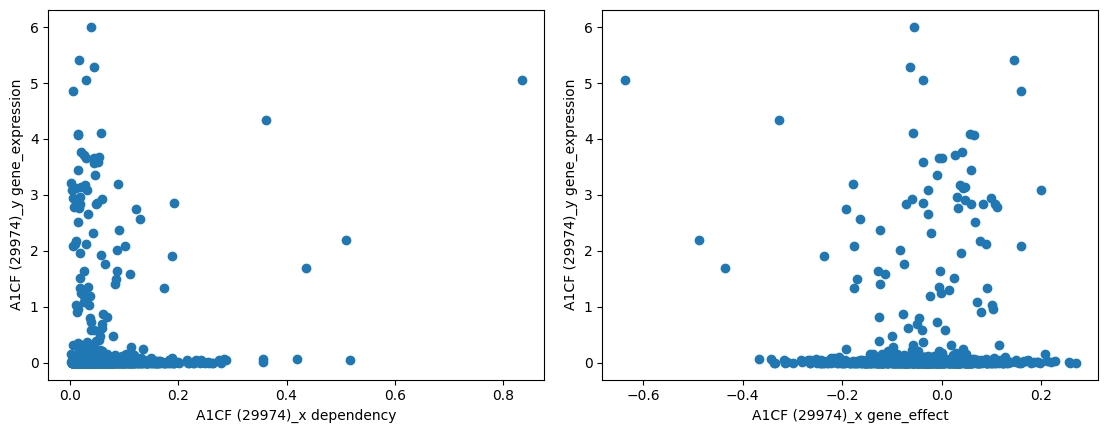 6
5
4
3
2
1
0
A1CF (29974)_y gene_expression
0.0 0.2 0.4 0.6 0.8
A1CF (29974)_x dependency
6
5
4
3
2
1
0
A1CF (29974)_y gene_expression
−0.6 −0.4 −0.2 0.0 0.2
A1CF (29974)_x gene_effect